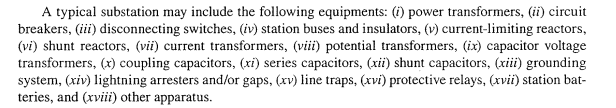 A typical substation may include the following equipments: (i) power transformers, (ii) circuit
breakers, (iii) disconnecting switches, (iv) station buses and insulators, (v) current-limiting reactors,
(vi) shunt reactors, (vii) current transformers, (viii) potential transformers, (ix) capacitor voltage
transformers, (x) coupling capacitors, (xi) series capacitors, (xii) shunt capacitors, (xiii) grounding
system, (xiv) lightning arresters and/or gaps, (xv) line traps, (xvi) protective relays, (xvii) station bat-
teries, and (xviii) other apparatus.